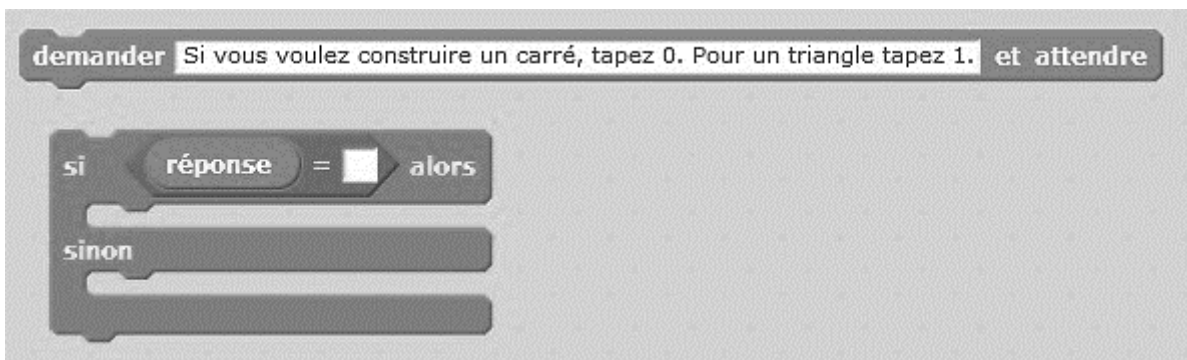 demander Si vous voulez construire un carré, tapez 0. Pour un triangle tapez 1. et attendre
si réponse = alors
sinon